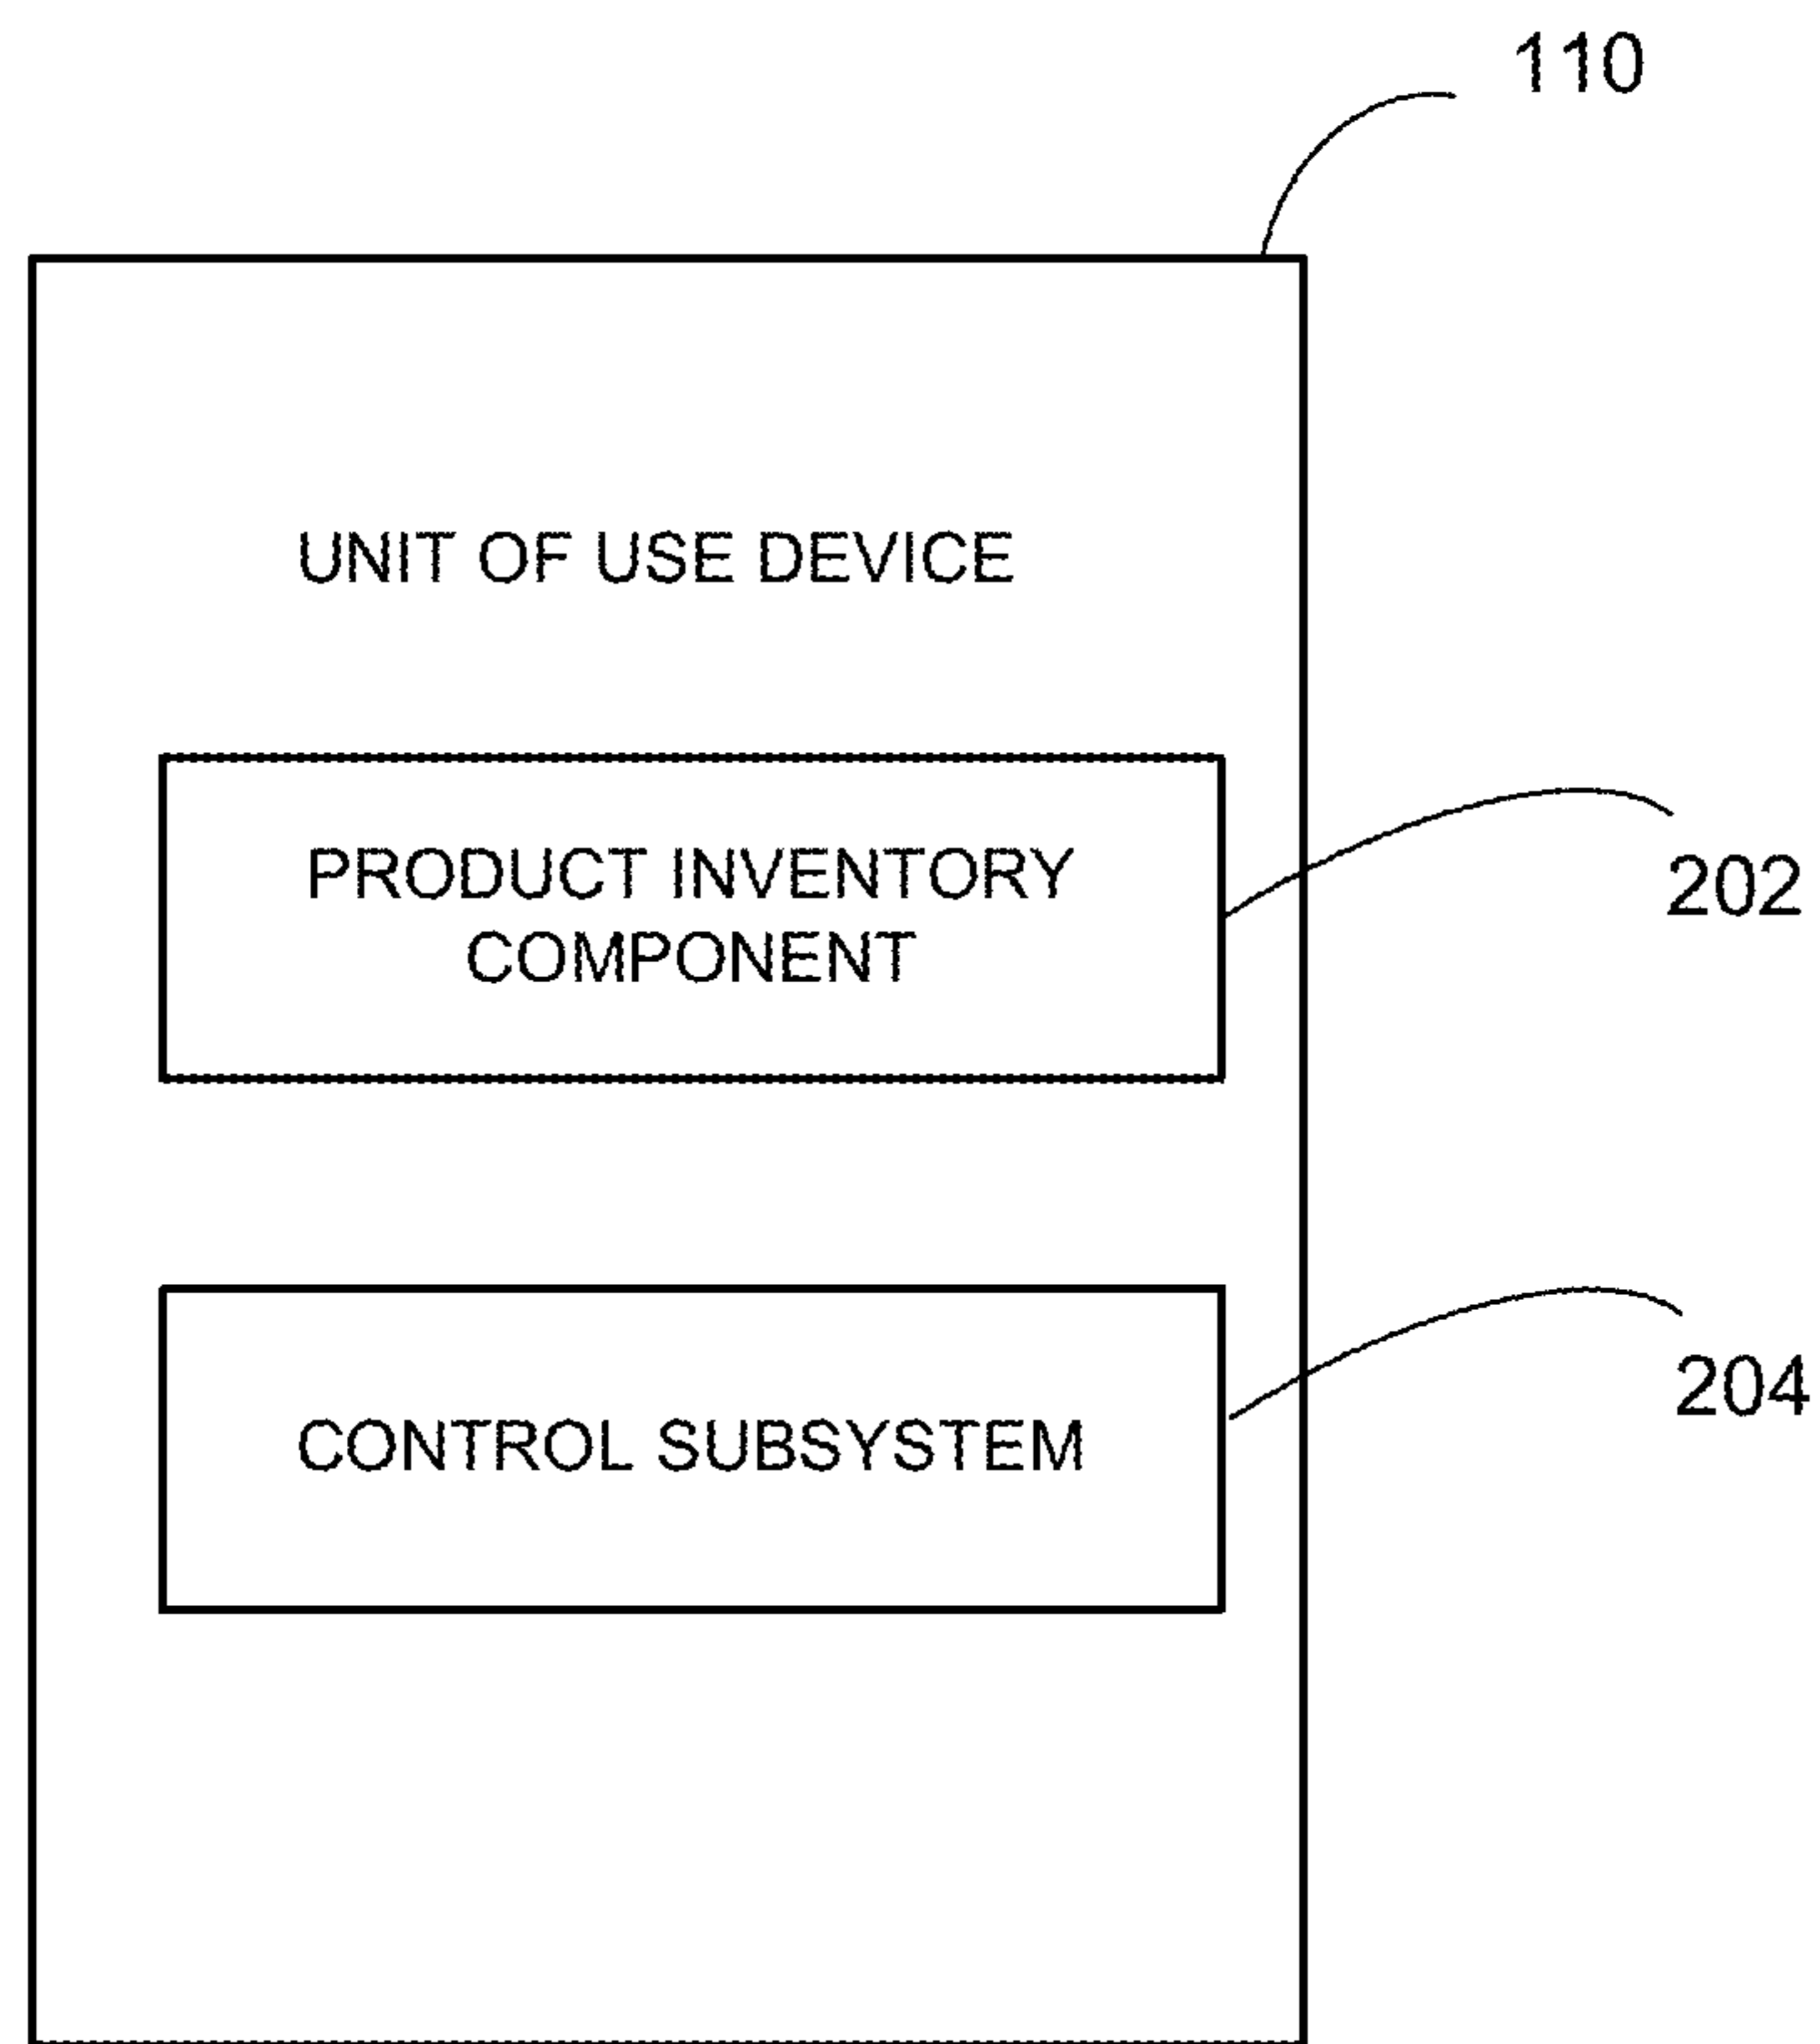 110
UNIT OF USE DEVICE
PRODUCT INVENTORY
COMPONENT
202
CONTROL SUBSYSTEM
204